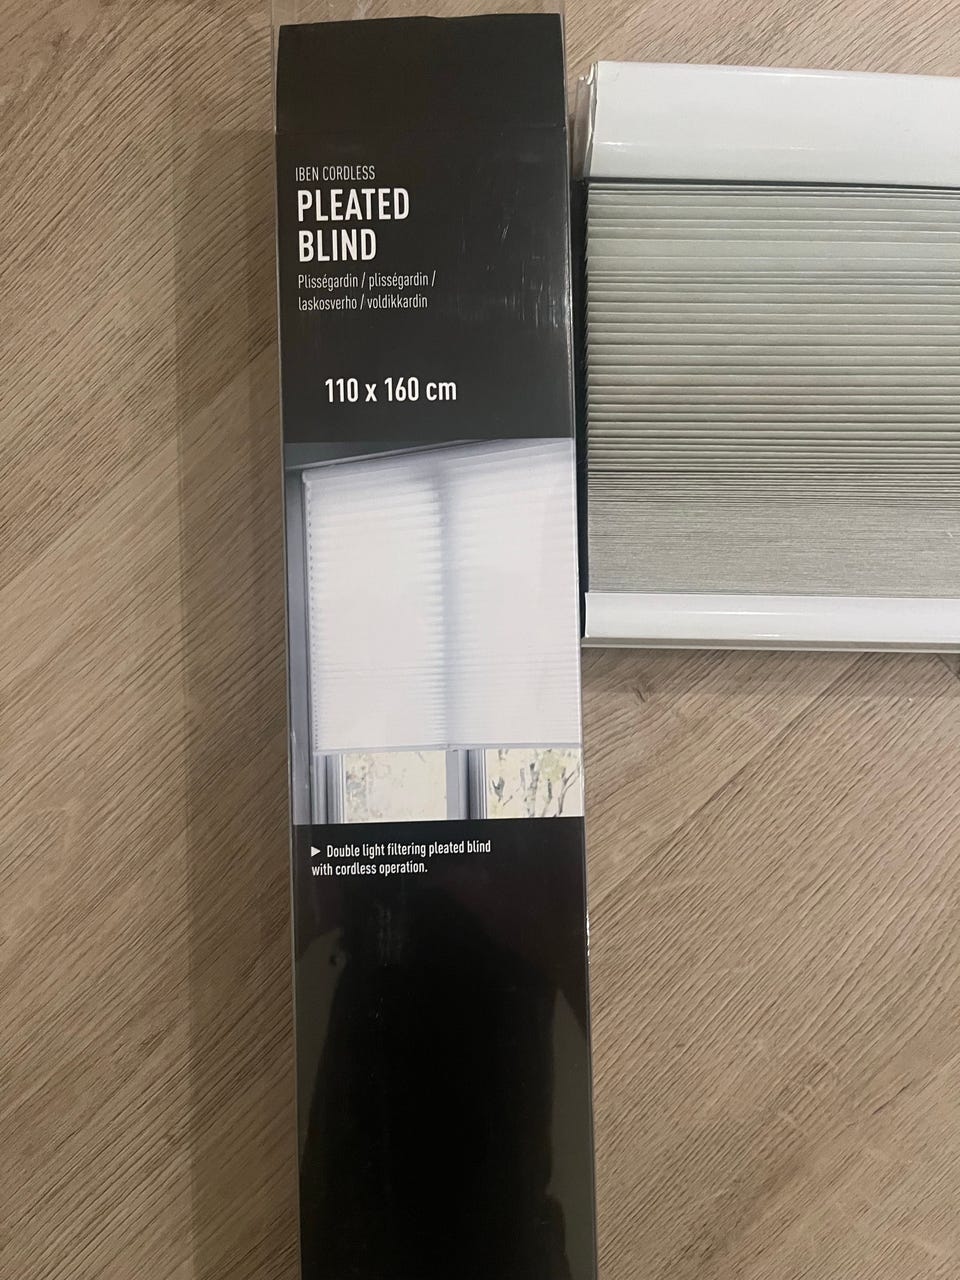 IBEN CORDLESS
PLEATED
BLIND
Plisségardin / plisségardin /
laskosverho / voldikkardin
110 x 160 cm
► Double light filtering pleated blind
with cordless operation.